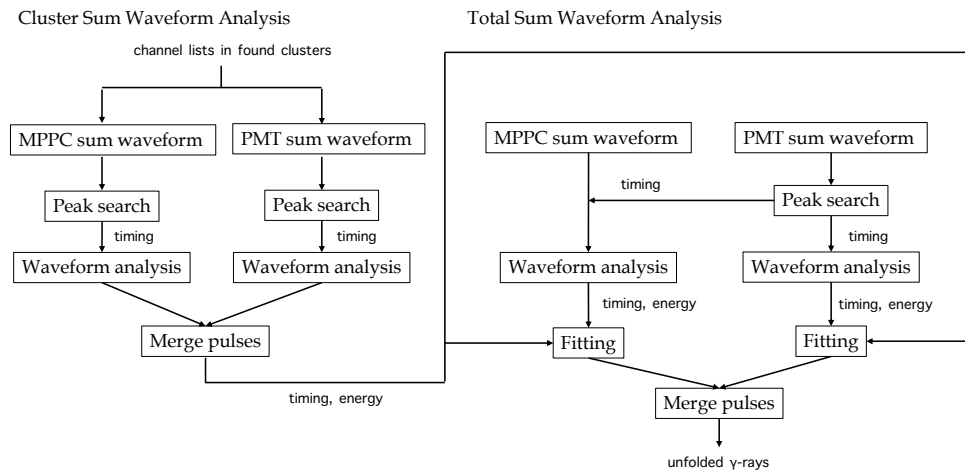 Cluster Sum Waveform Analysis
channel lists in found clusters
MPPC sum waveform
PMT sum waveform
Peak search
Peak search
timing
timing
Waveform analysis
Waveform analysis
Merge pulses
timing, energy
Total Sum Waveform Analysis
MPPC sum waveform
PMT sum waveform
timing
Peak search
timing
Waveform analysis
Waveform analysis
timing, energy
timing, energy
Fitting
Fitting
Merge pulses
unfolded γ-rays